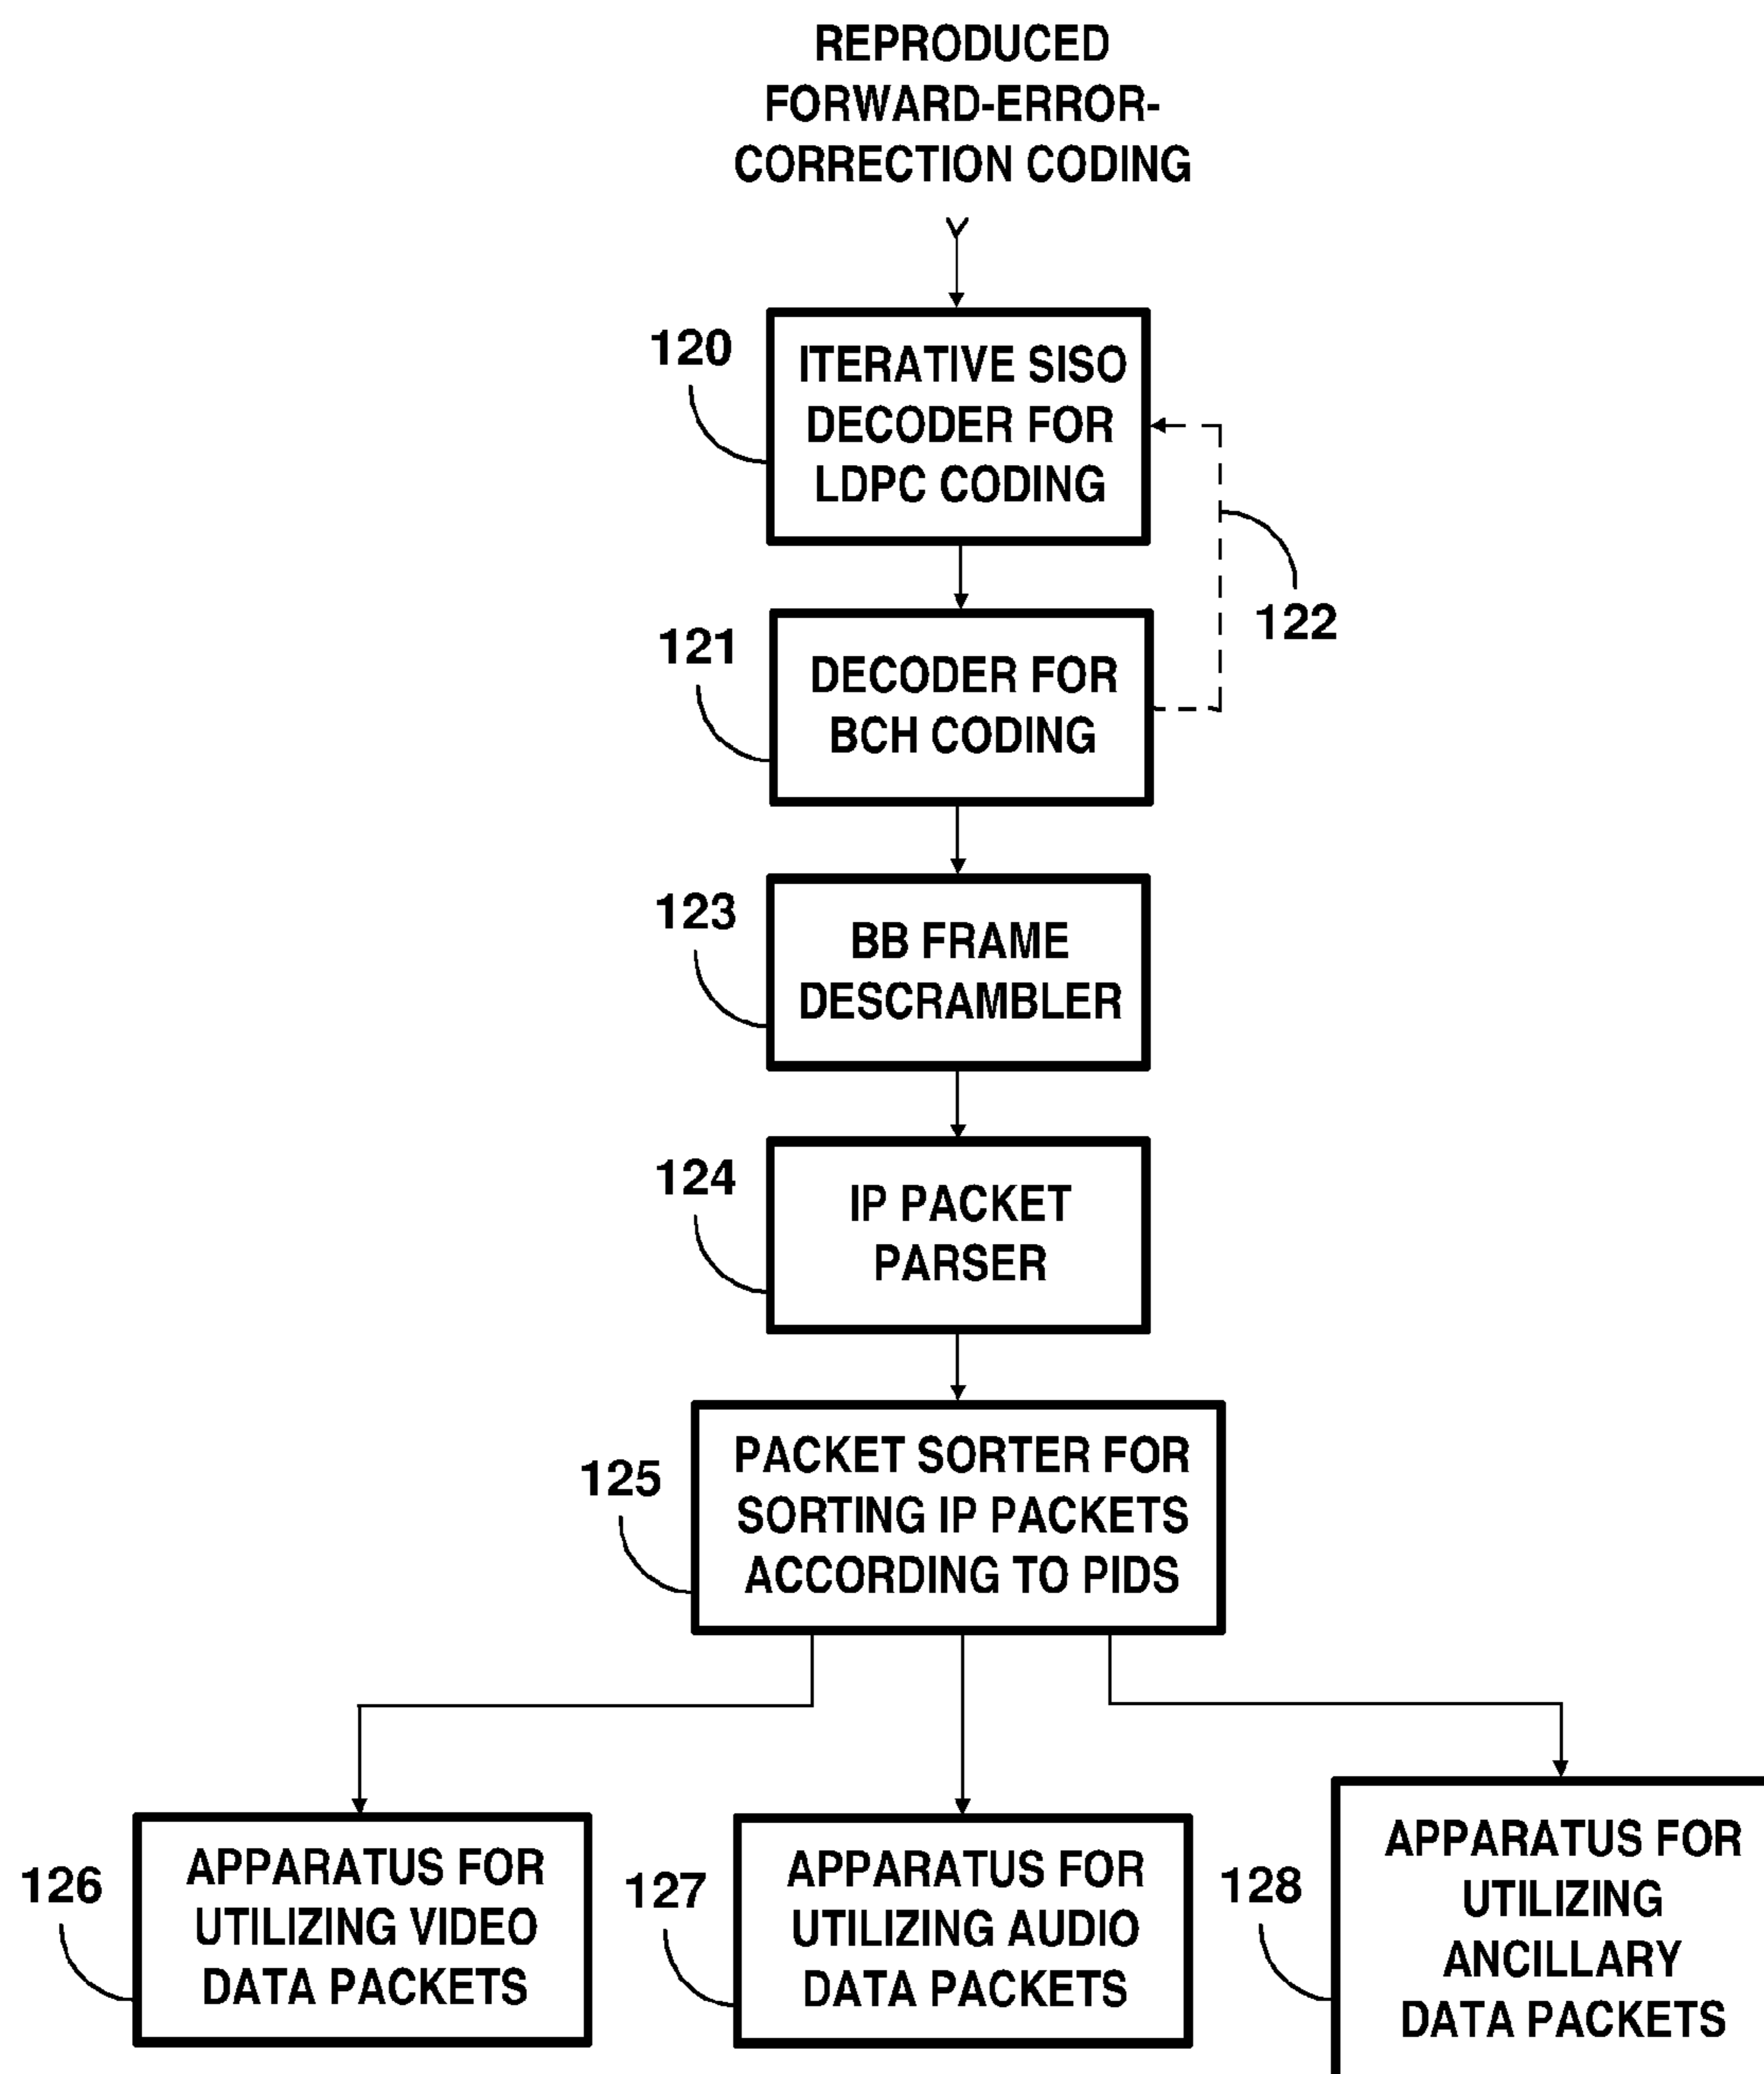 REPRODUCED
FORWARD-ERROR-
CORRECTION CODING
120
ITERATIVE SISO
DECODER FOR
LDPC CODING
122
121
DECODER FOR
BCH CODING
123
BB FRAME
DESCRAMBLER
124
IP PACKET
PARSER
125
PACKET SORTER FOR
SORTING IP PACKETS
ACCORDING TO PIDS
126
APPARATUS FOR
UTILIZING VIDEO
DATA PACKETS
127
APPARATUS FOR
UTILIZING AUDIO
DATA PACKETS
128
APPARATUS FOR
UTILIZING
ANCILLARY
DATA PACKETS